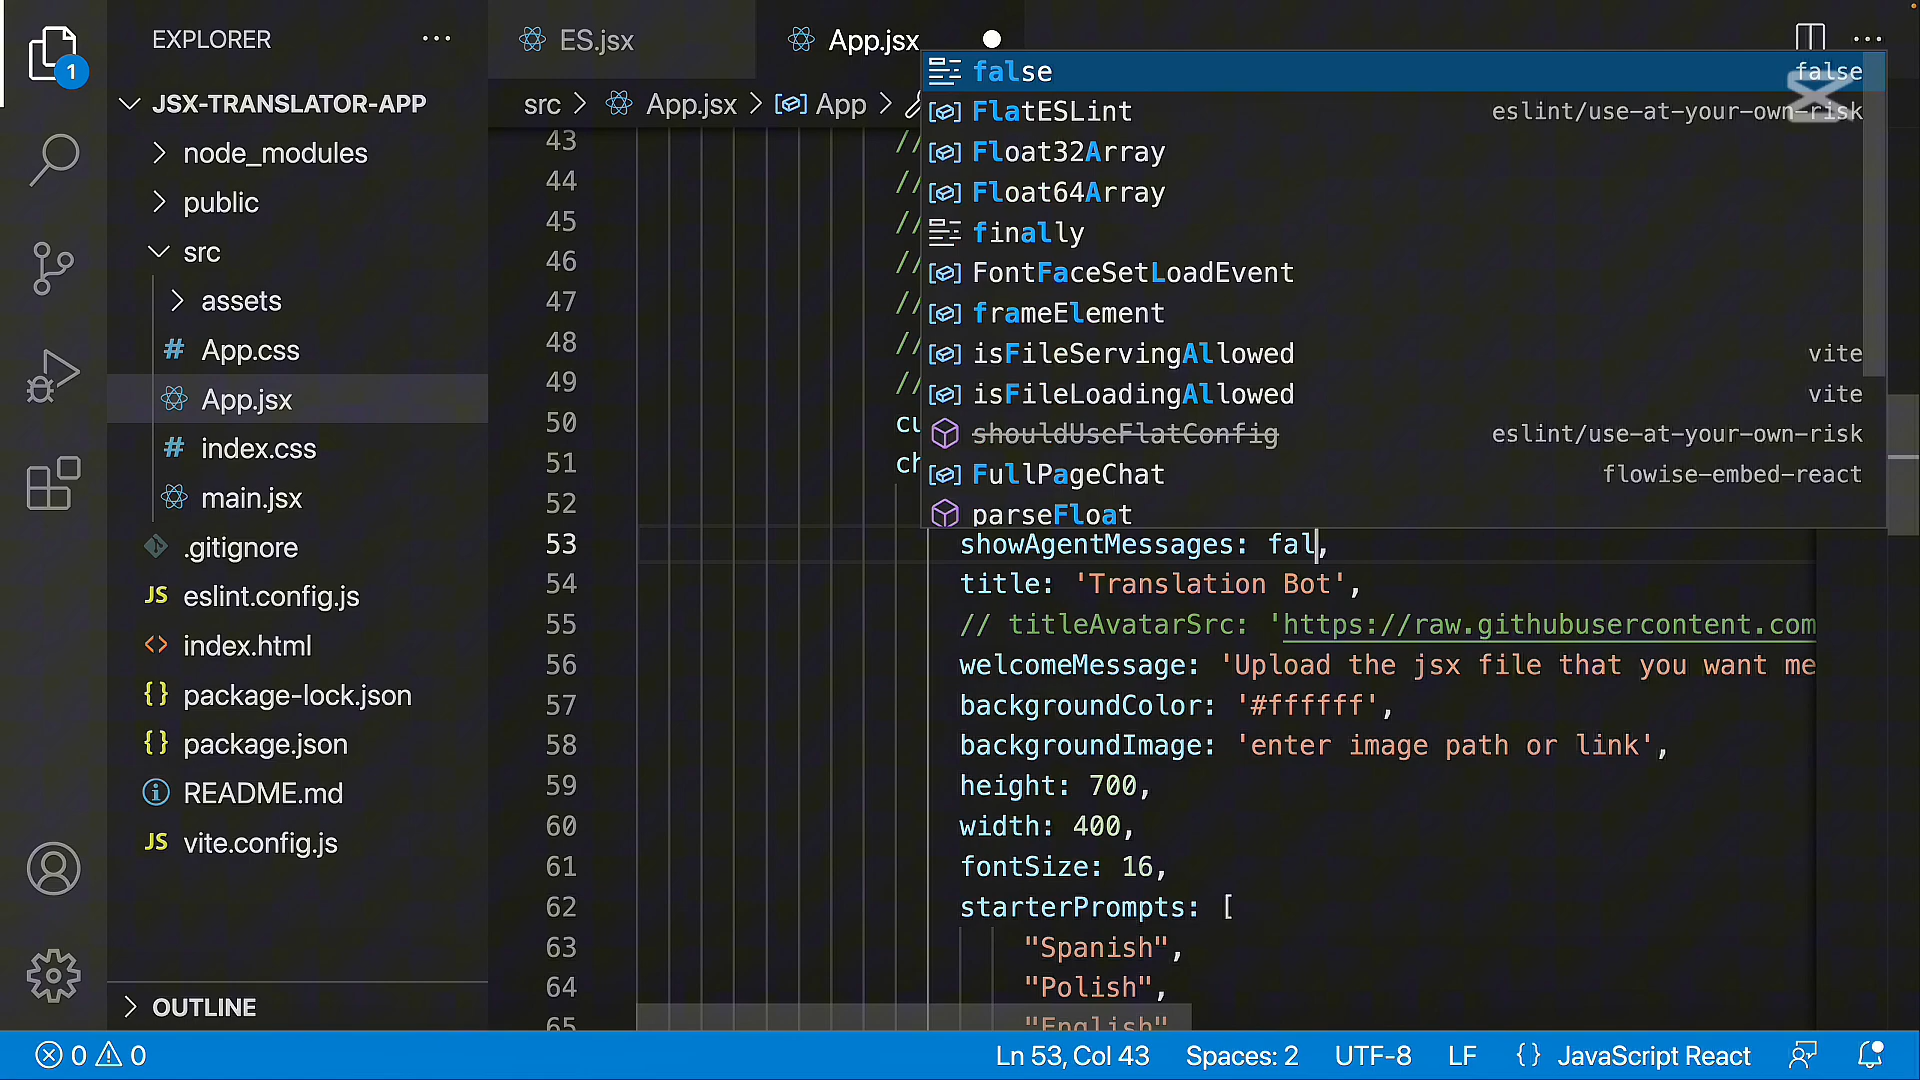 EXPLORER
1
JSX-TRANSLATOR-APP
node_modules
public
src
assets
# App.css
App.jsx
# index.css
main.jsx
.gitignore
JS eslint.config.js
<> index.html
{} package-lock.json
{} package.json
README.md
JS vite.config.js
OUTLINE
ES.jsx
App.jsx
src > App.jsx > App >
false false
FlatESLint eslint/use-at-your-own-risk
Float32Array
Float64Array
finally
FontFaceSetLoadEvent
frameElement
isFileServingAllowed vite
isFileLoadingAllowed vite
shouldUseFlatConfig eslint/use-at-your-own-risk
FullPageChat flowise-embed-react
parseFloat
43 //
44 //
45 //
46 //
47 //
48 //
49 //
50 cu
51 ch
52
53 showAgentMessages: fal,
54 title: 'Translation Bot',
55 // titleAvatarSrc: 'https://raw.githubusercontent.com
56 welcomeMessage: 'Upload the jsx file that you want me
57 backgroundColor: '#ffffff',
58 backgroundImage: 'enter image path or link',
59 height: 700,
60 width: 400,
61 fontSize: 16,
62 starterPrompts: [
63 "Spanish",
64 "Polish",
65 "English"
0 0
Ln 53, Col 43
Spaces: 2
UTF-8
LF
{} JavaScript React